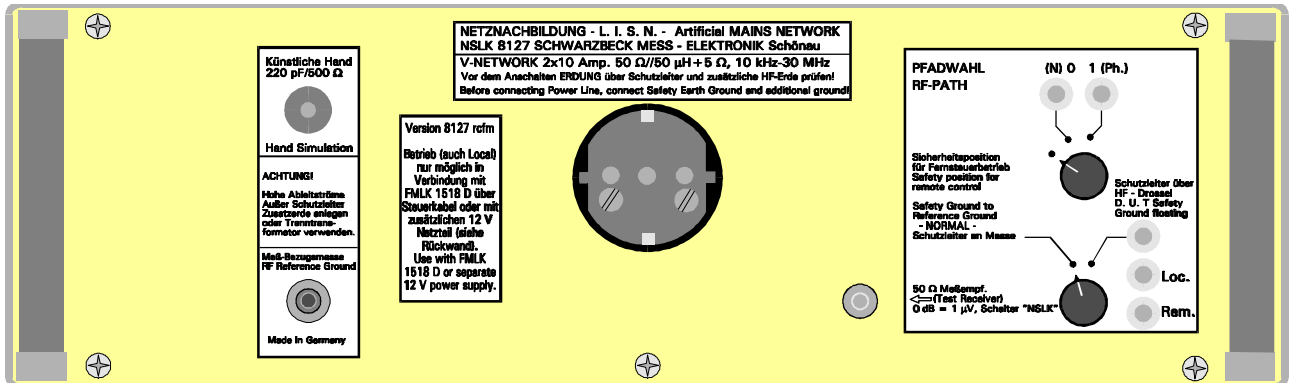 NETZNACHBILDUNG - L. I. S. N. - Artificial MAINS NETWORK
NSLK 8127 SCHWARZBECK MESS - ELEKTRONIK Schönau
V-NETWORK 2x10 Amp. 50 Ω//50 µH+5 Ω, 10 kHz-30 MHz
Vor dem Anschalten ERDUNG über Schutzleiter und zusätzliche HF-Erde prüfen!
Before connecting Power Line, connect Safety Earth Ground and additional ground!
Künstliche Hand
220 pF/500 Ω
Hand Simulation
ACHTUNG!
Hohe Ableitströme
Außer Schutzleiter
Zusatzerde anlegen
oder Trenntrans-
formator verwenden.
Meß-Bezugsmasse
RF Reference Ground
Made in Germany
Version 8127 rcfm
Betrieb (auch Local)
nur möglich in
Verbindung mit
FMLK 1518 D über
Steuerkabel oder mit
zusätzlichen 12 V
Netzteil (siehe
Rückwand).
Use with FMLK
1518 D or separate
12 V power supply.
PFADWAHL
RF-PATH
(N) 0 1 (Ph.)
Sicherheitsposition
für Fernsteuerbetrieb
Safety position for
remote control
Schutzleiter über
HF - Drossel
D. U. T Safety
Ground floating
Safety Ground to
Reference Ground
- NORMAL -
Schutzleiter an Masse
Loc.
50 Ω Meßempf.
(Test Receiver)
0 dB = 1 µV, Schalter "NSLK"
Rem.